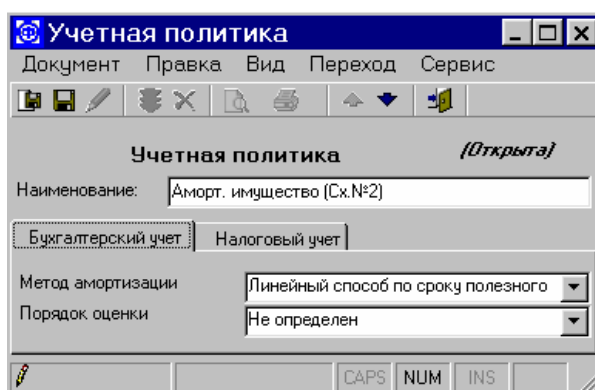 Учетная политика
Документ Правка Вид Переход Сервис
Учетная политика (Открыта)
Наименование: Аморт. имущество (Сх.№2)
Бухгалтерский учет Налоговый учет
Метод амортизации Линейный способ по сроку полезного
Порядок оценки Не определен
CAPS NUM INS